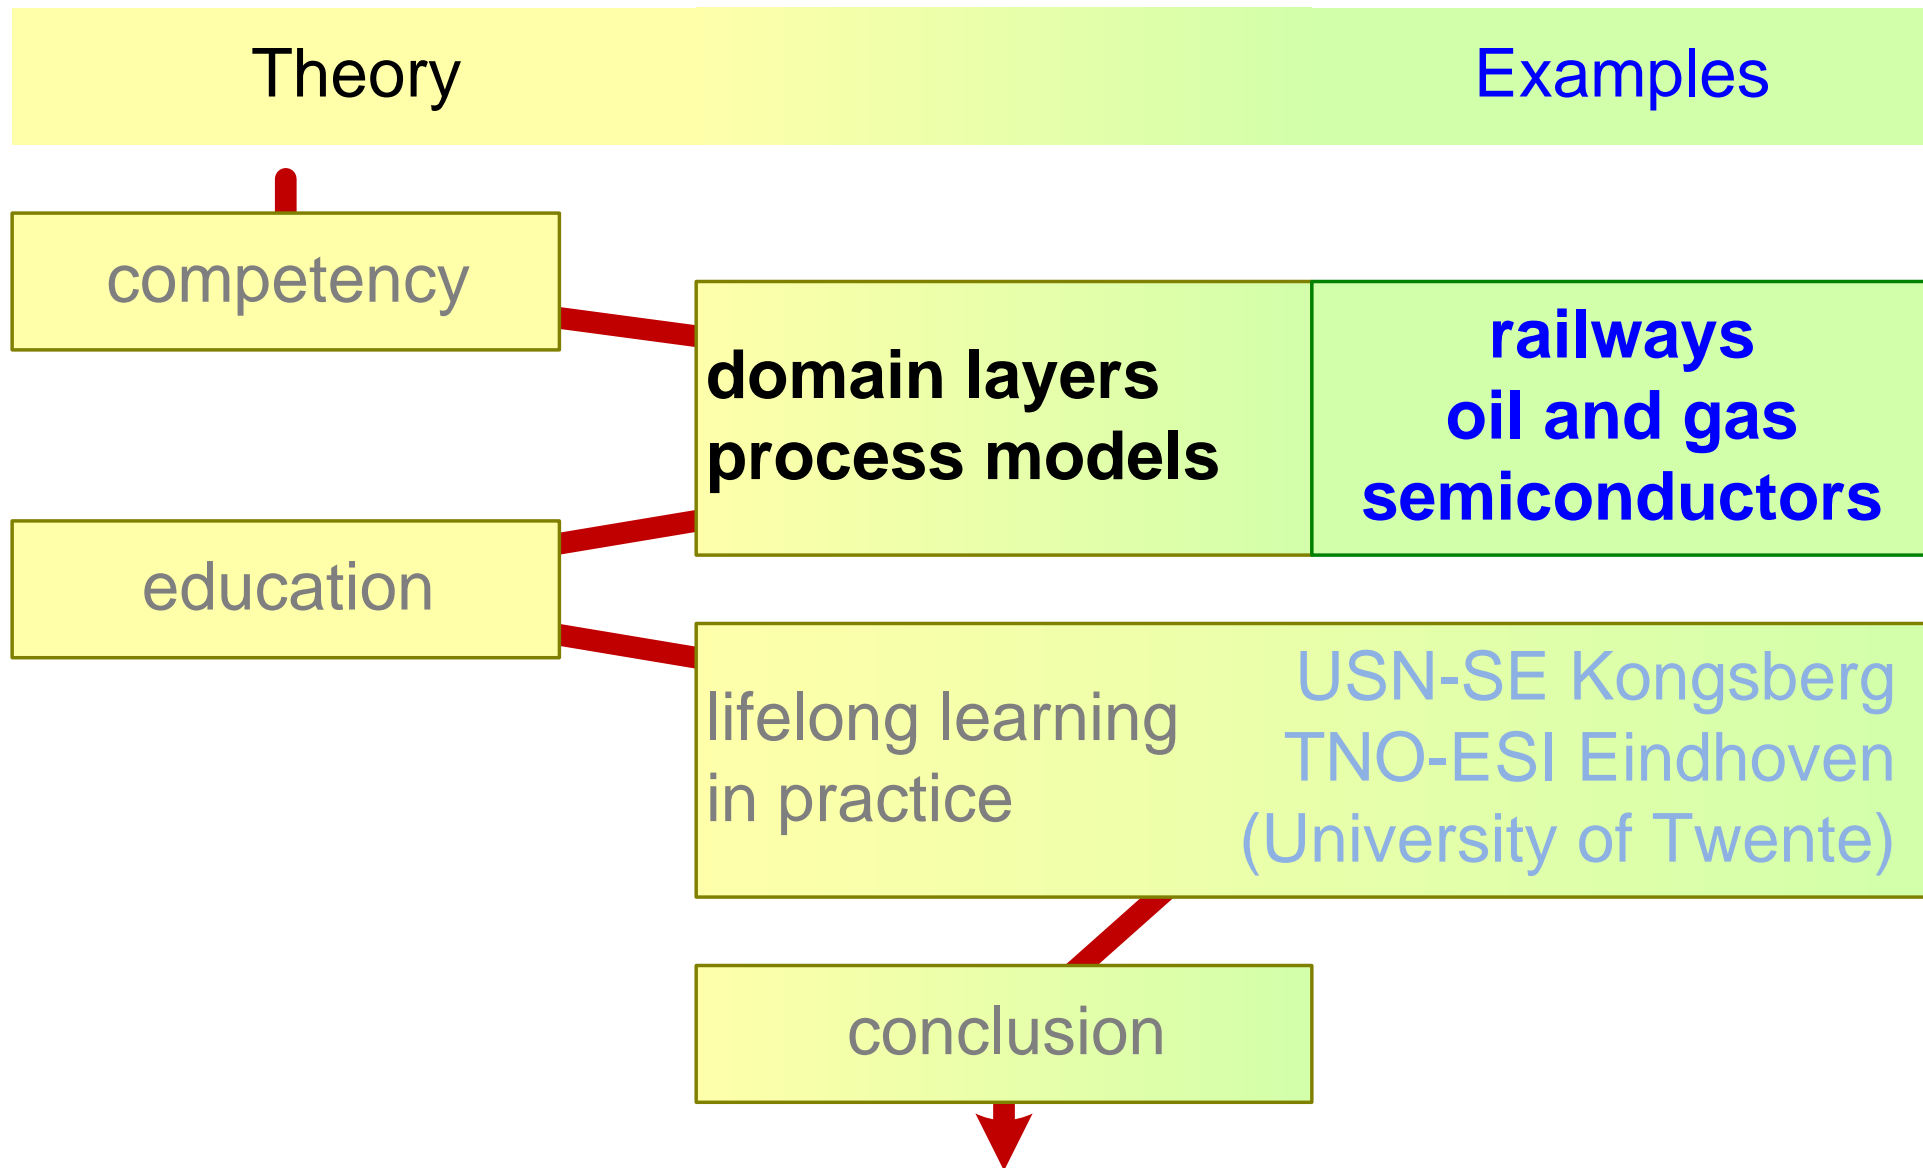 Theory
Examples
competency
domain layers
process models
railways
oil and gas
semiconductors
education
lifelong learning
in practice
USN-SE Kongsberg
TNO-ESI Eindhoven
(University of Twente)
conclusion